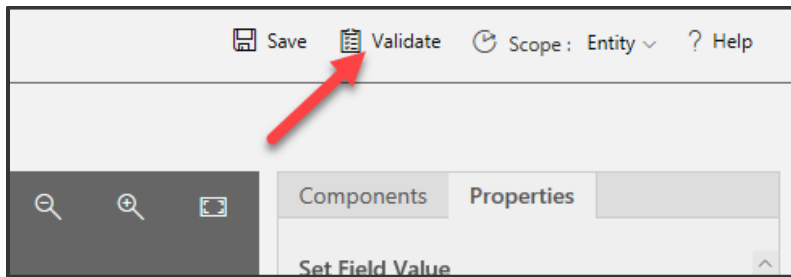 Save Validate Scope : Entity ? Help
Components Properties
Set Field Value